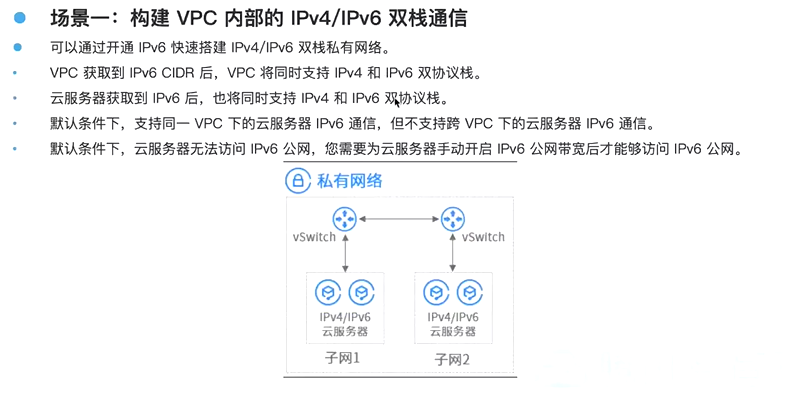 场景一：构建 VPC 内部的 IPv4/IPv6 双栈通信
可以通过开通 IPv6 快速搭建 IPv4/IPv6 双栈私有网络。
VPC 获取到 IPv6 CIDR 后，VPC 将同时支持 IPv4 和 IPv6 双协议栈。
云服务器获取到 IPv6 后，也将同时支持 IPv4 和 IPv6 双协议栈。
默认条件下，支持同一 VPC 下的云服务器 IPv6 通信，但不支持跨 VPC 下的云服务器 IPv6 通信。
默认条件下，云服务器无法访问 IPv6 公网，您需要为云服务器手动开启 IPv6 公网带宽后才能够访问 IPv6 公网。
私有网络
vSwitch vSwitch
IPv4/IPv6 IPv4/IPv6
云服务器 云服务器
子网1 子网2